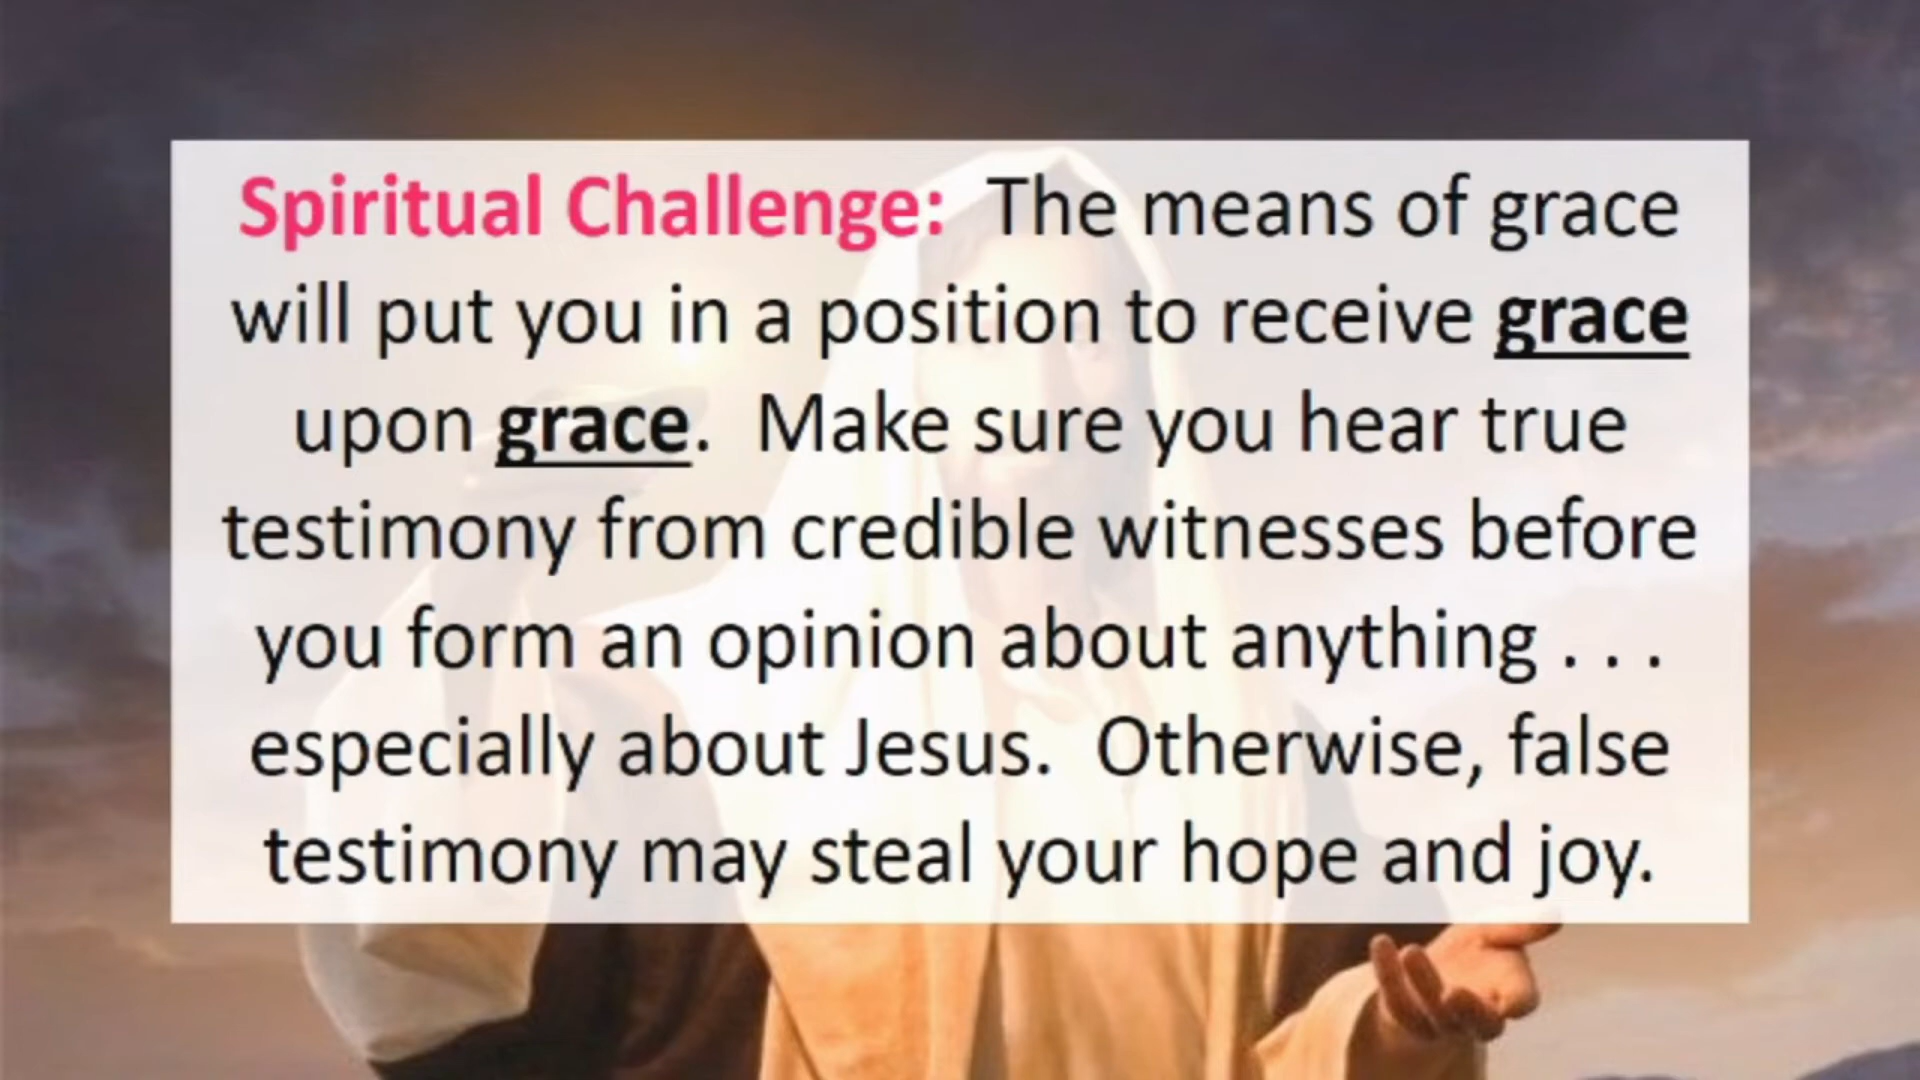 Spiritual Challenge: The means of grace
will put you in a position to receive grace
upon grace. Make sure you hear true
testimony from credible witnesses before
you form an opinion about anything . . .
especially about Jesus. Otherwise, false
testimony may steal your hope and joy.